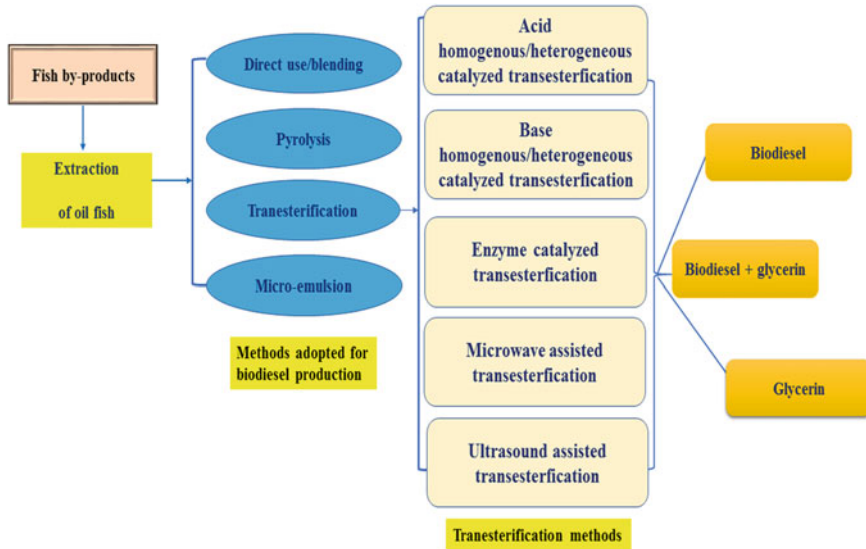 Fish by-products
Extraction
of oil fish
Direct use/blending
Pyrolysis
Tranesterification
Micro-emulsion
Methods adopted for
biodiesel production
Acid
homogenous/heterogeneous
catalyzed transesterfication
Base
homogenous/heterogeneous
catalyzed transesterfication
Enzyme catalyzed
transesterfication
Microwave assisted
transesterfication
Ultrasound assisted
transesterfication
Tranesterification methods
Biodiesel
Biodiesel + glycerin
Glycerin